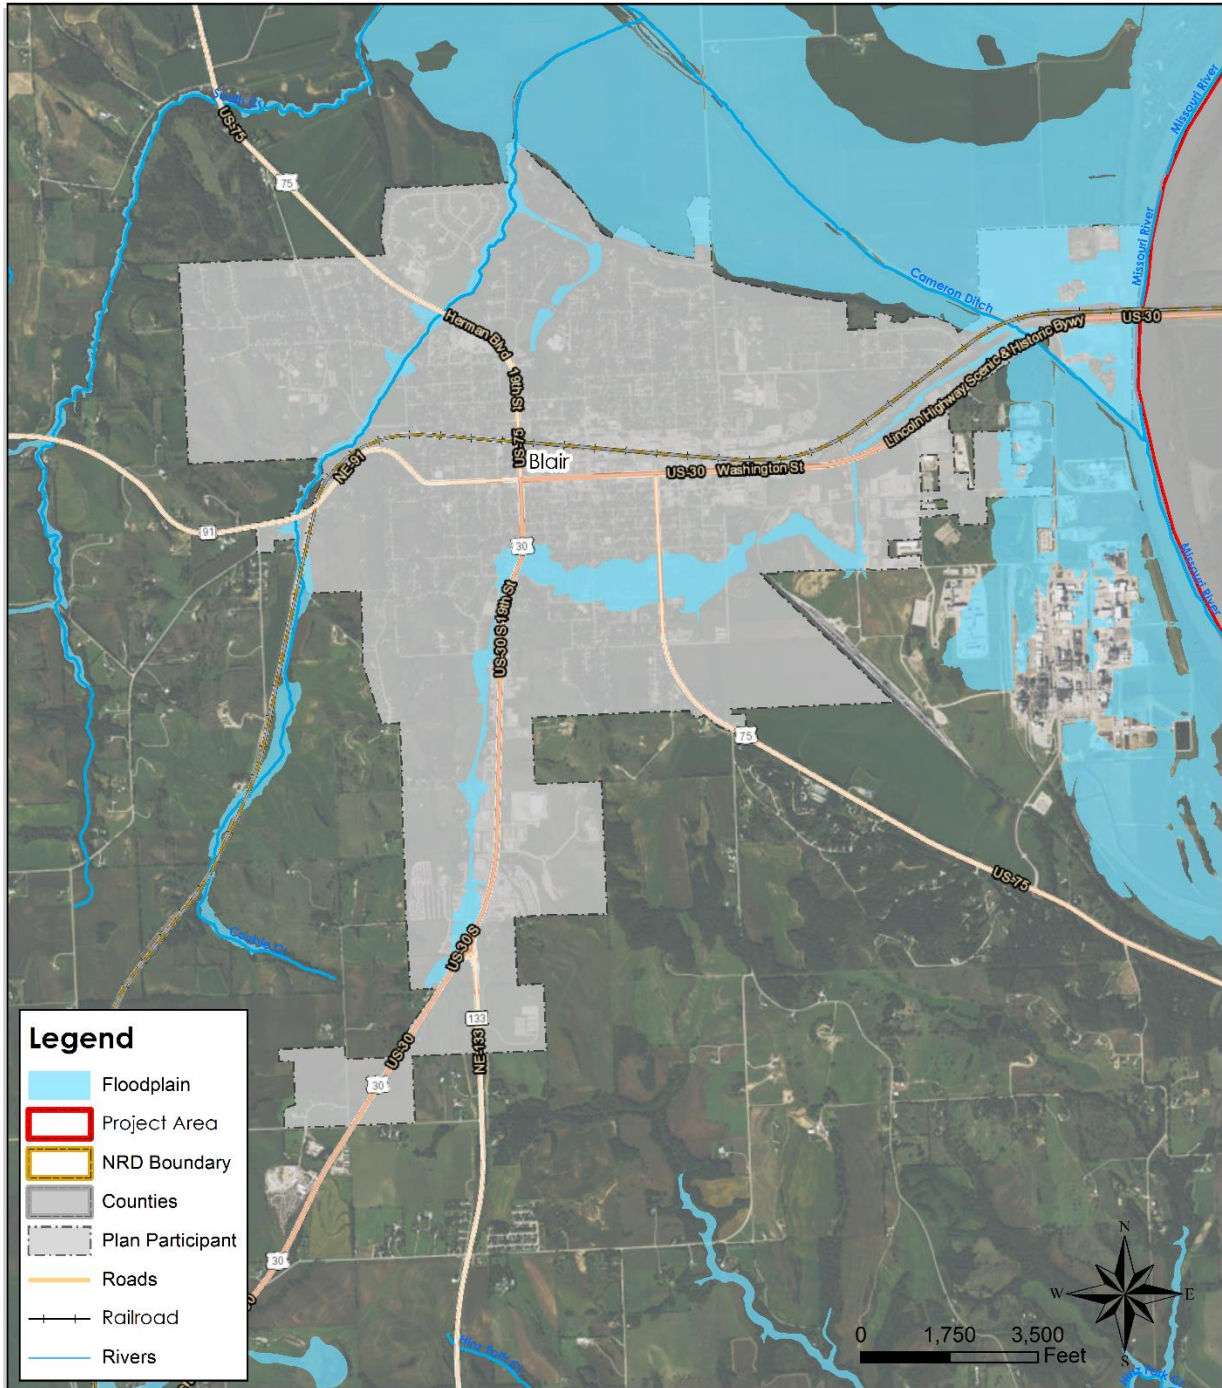 Missouri River
US-75
75
Missouri River
Cameron Ditch
US-30
Herman Blvd
19th St
Lincoln Highway Scenic & Historic Bywy
US-75
NE-91
Blair
US-30
Washington St
91
30
Missouri River
US-30 S 18th St
75
US-75
US-30 S
133
US-30
NE-133
30
30
Legend
Floodplain
Project Area
NRD Boundary
Counties
Plan Participant
Roads
Railroad
Rivers
N
W
E
S
0 1,750 3,500
Feet